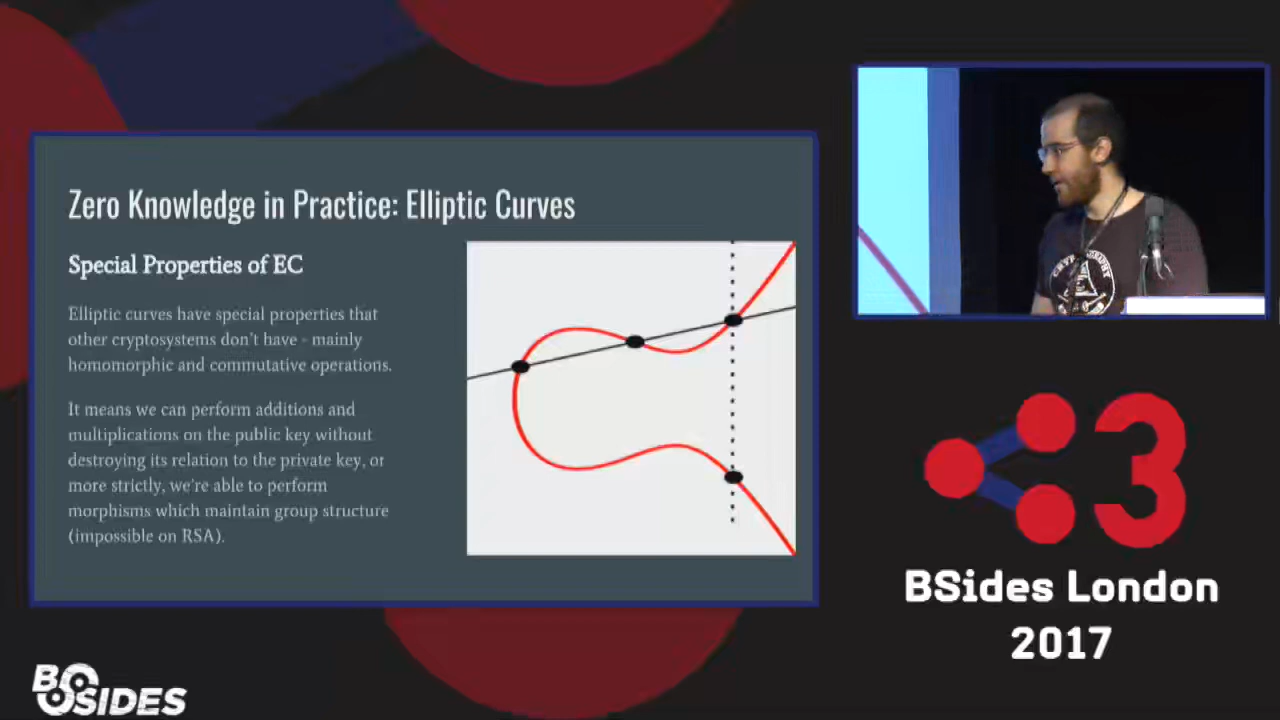 Zero Knowledge in Practice: Elliptic Curves
Special Properties of EC
Elliptic curves have special properties that
other cryptosystems don't have - mainly
homomorphic and commutative operations.
It means we can perform additions and
multiplications on the public key without
destroying its relation to the private key, or
more strictly, we're able to perform
morphisms which maintain group structure
(impossible on RSA).
3
BSides London
2017
BSIDES